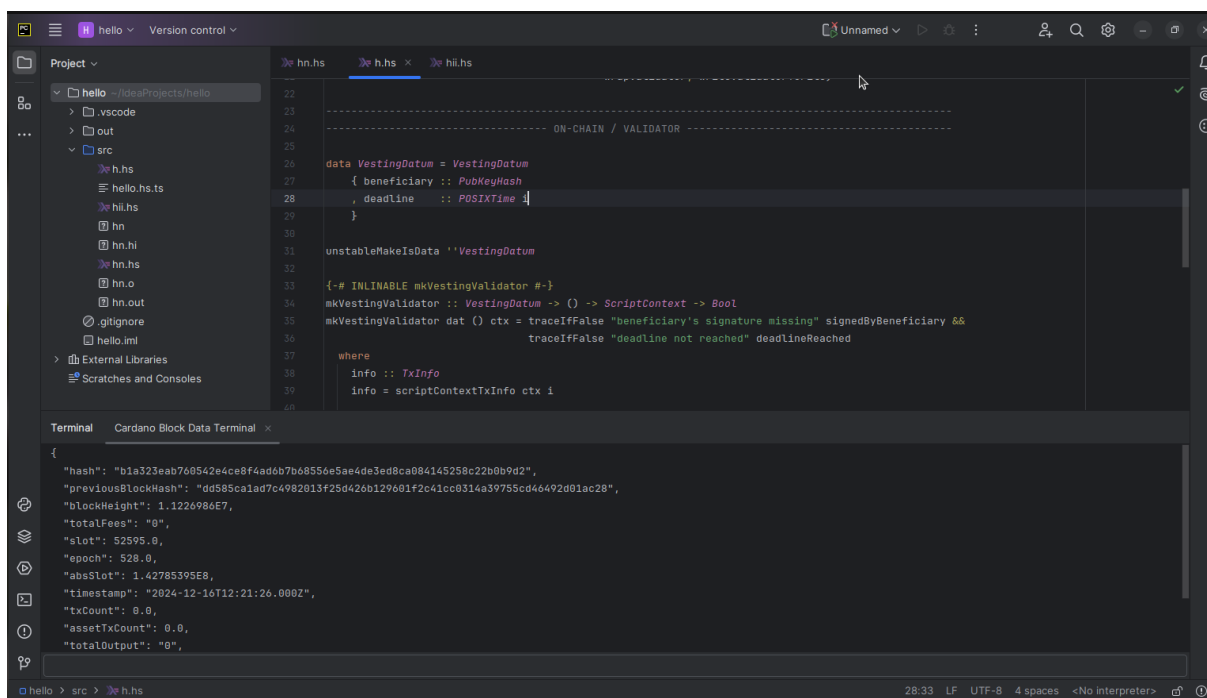 PC H hello Version control Unnamed
Project
hn.hs h.hs hii.hs
hello ~/IdeaProjects/hello
.vscode
out
src
h.hs
hello.hs.ts
hii.hs
hn
hn.hi
hn.hs
hn.o
hn.out
.gitignore
hello.iml
External Libraries
Scratches and Consoles
22
23 ------------------------------------------------------------------------------------------------
24 ---------------------------------- ON-CHAIN / VALIDATOR -----------------------------------------
25
26 data VestingDatum = VestingDatum
27 { beneficiary :: PubKeyHash
28 , deadline    :: POSIXTime i
29 }
30
31 unstableMakeIsData ''VestingDatum
32
33 {-# INLINABLE mkVestingValidator #-}
34 mkVestingValidator :: VestingDatum -> () -> ScriptContext -> Bool
35 mkVestingValidator dat () ctx = traceIfFalse "beneficiary's signature missing" signedByBeneficiary &&
36 traceIfFalse "deadline not reached" deadlineReached
37 where
38 info :: TxInfo
39 info = scriptContextTxInfo ctx i
40
Terminal Cardano Block Data Terminal
{
"hash": "b1a323eab760542e4ce8f4ad6b7b68556e5ae4de3ed8ca084145258c22b0b9d2",
"previousBlockHash": "dd585ca1ad7c4982013f25d426b129601f2c41cc0314a39755cd46492d01ac28",
"blockHeight": 1.1226986E7,
"totalFees": "0",
"slot": 52595.0,
"epoch": 528.0,
"absSlot": 1.42785395E8,
"timestamp": "2024-12-16T12:21:26.000Z",
"txCount": 0.0,
"assetTxCount": 0.0,
"totalOutput": "0",
hello > src > h.hs 28:33 LF UTF-8 4 spaces <No interpreter>